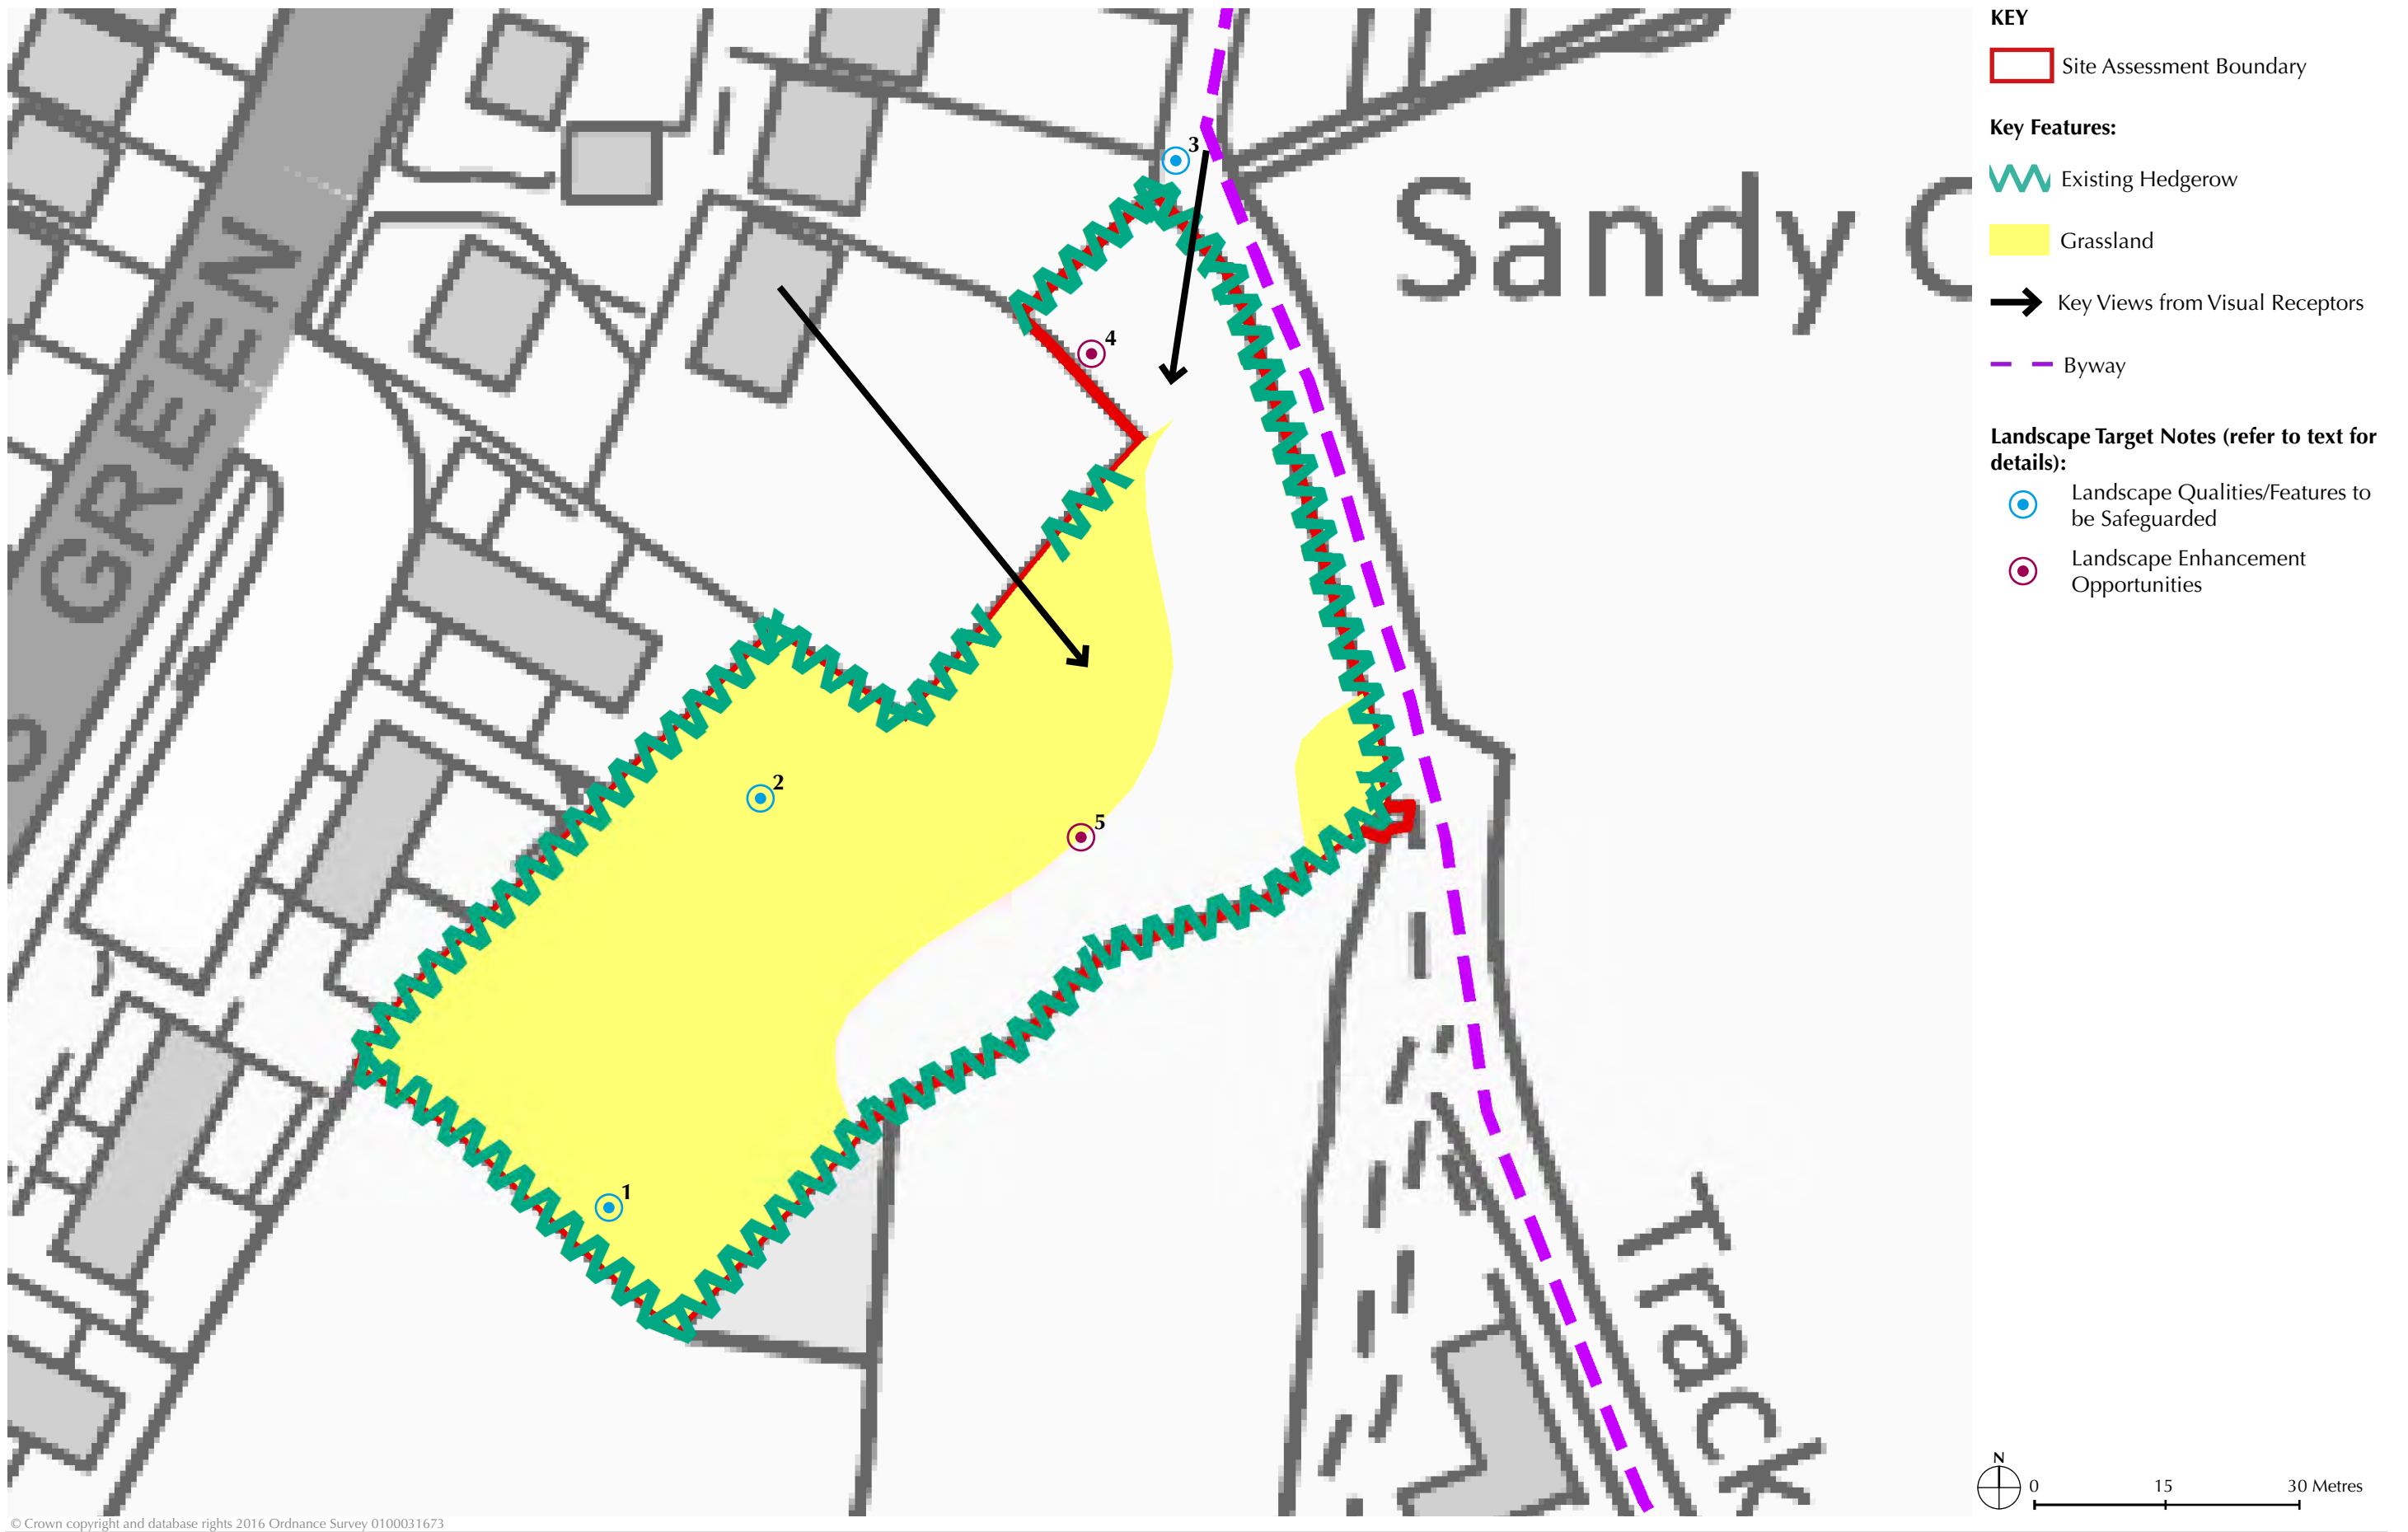 KEY
Site Assessment Boundary
Key Features:
Existing Hedgerow
Grassland
Key Views from Visual Receptors
Byway
Landscape Target Notes (refer to text for
details):
Landscape Qualities/Features to
be Safeguarded
Landscape Enhancement
Opportunities
3
Sandy
4
GREEN
2
5
1
Track
N
0 15 30 Metres
© Crown copyright and database rights 2016 Ordnance Survey 0100031673